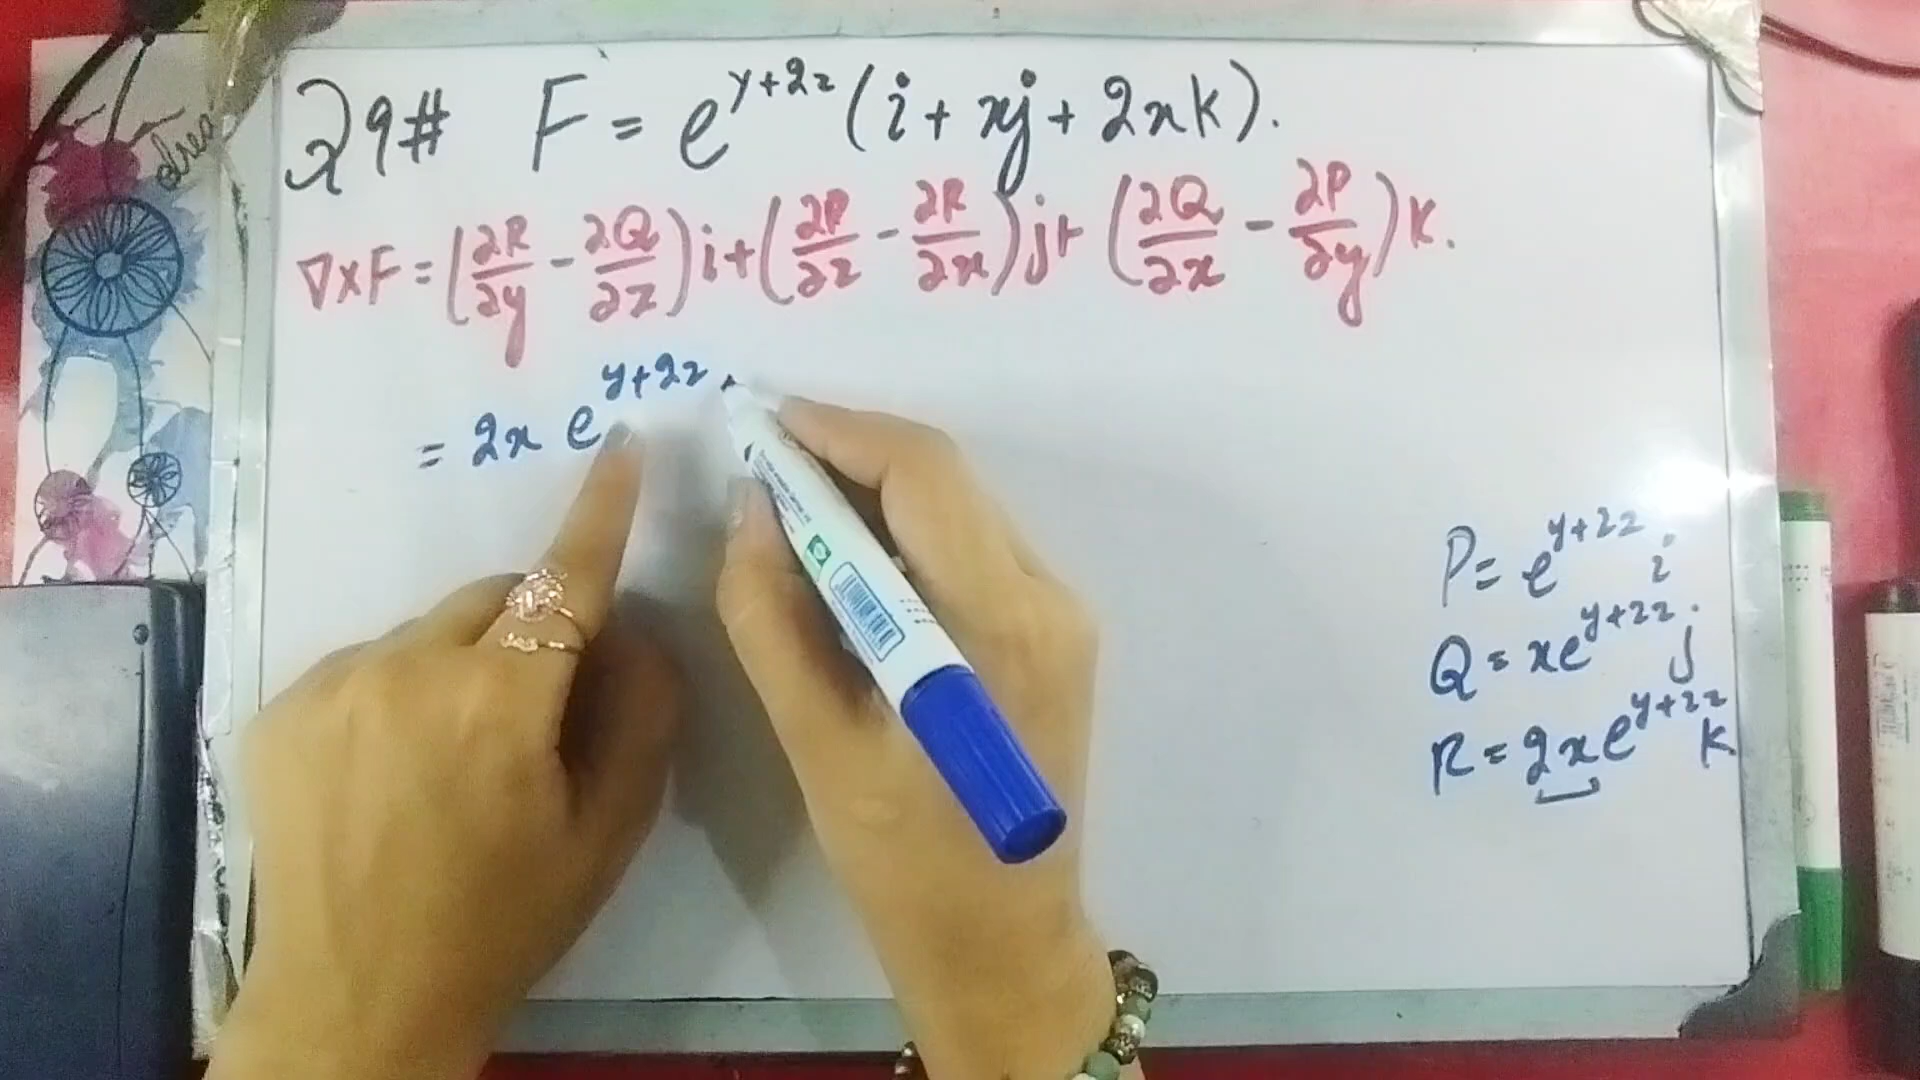 29# F = e^{y+2z} (i + xj + 2xk).
∇×F = (∂R/∂y - ∂Q/∂z) i + (∂P/∂z - ∂R/∂x) j + (∂Q/∂x - ∂P/∂y) k.
= 2x e^{y+2z}
P = e^{y+2z} i
Q = xe^{y+2z} j
R = 2xe^{y+2z} k